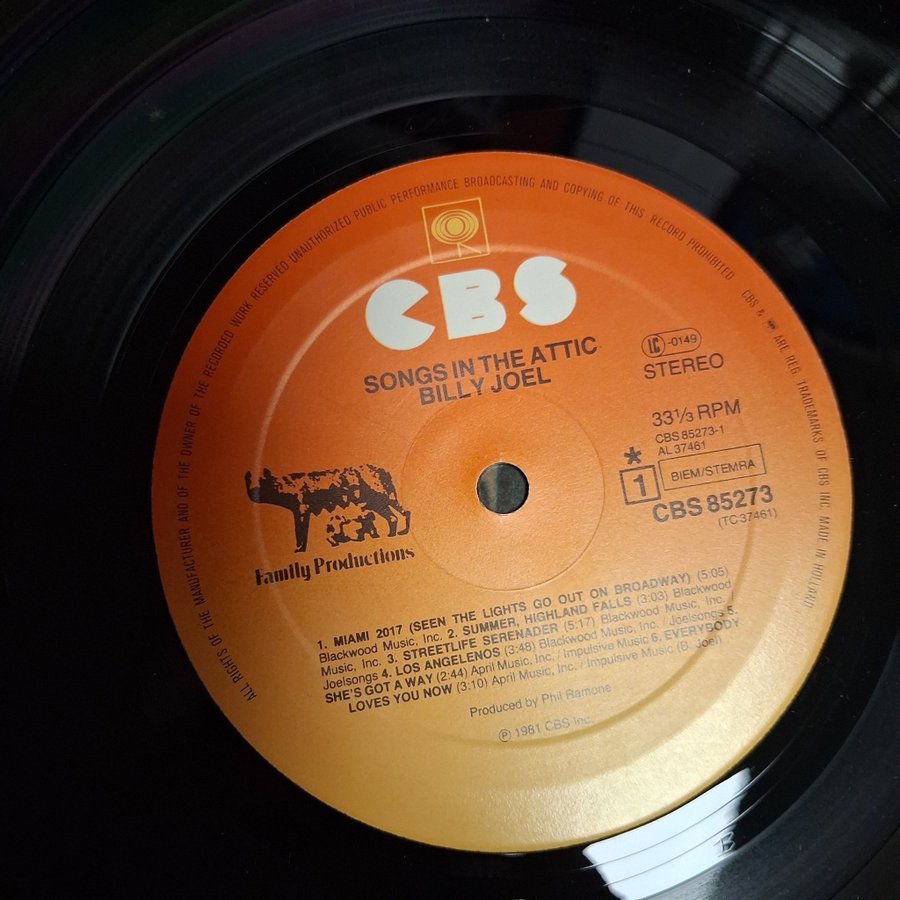 ALL RIGHTS OF THE MANUFACTURER AND OF THE OWNER OF THE RECORDED WORK RESERVED UNAUTHORIZED PUBLIC PERFORMANCE BROADCASTING AND COPYING OF THIS RECORD PROHIBITED
CBS & ARE REG. TRADEMARKS OF CBS INC. MADE IN HOLLAND
CBS
SONGS IN THE ATTIC
BILLY JOEL
LC -0149
STEREO
33⅓ RPM
CBS 85273-1
AL 37461
*
1
BIEM/STEMRA
CBS 85273
(TC 37461)
Family Productions
1. MIAMI 2017 (SEEN THE LIGHTS GO OUT ON BROADWAY) (5:05)
Blackwood Music, Inc. 2. SUMMER, HIGHLAND FALLS (3:03) Blackwood
Music, Inc. 3. STREETLIFE SERENADER (5:17) Blackwood Music, Inc.
Joelsongs 4. LOS ANGELENOS (3:48) Blackwood Music, Inc. / Joelsongs 5.
SHE'S GOT A WAY (2:44) April Music, Inc. / Impulsive Music 6. EVERYBODY
LOVES YOU NOW (3:10) April Music, Inc. / Impulsive Music (B. Joel)
Produced by Phil Ramone
℗ 1981 CBS Inc.